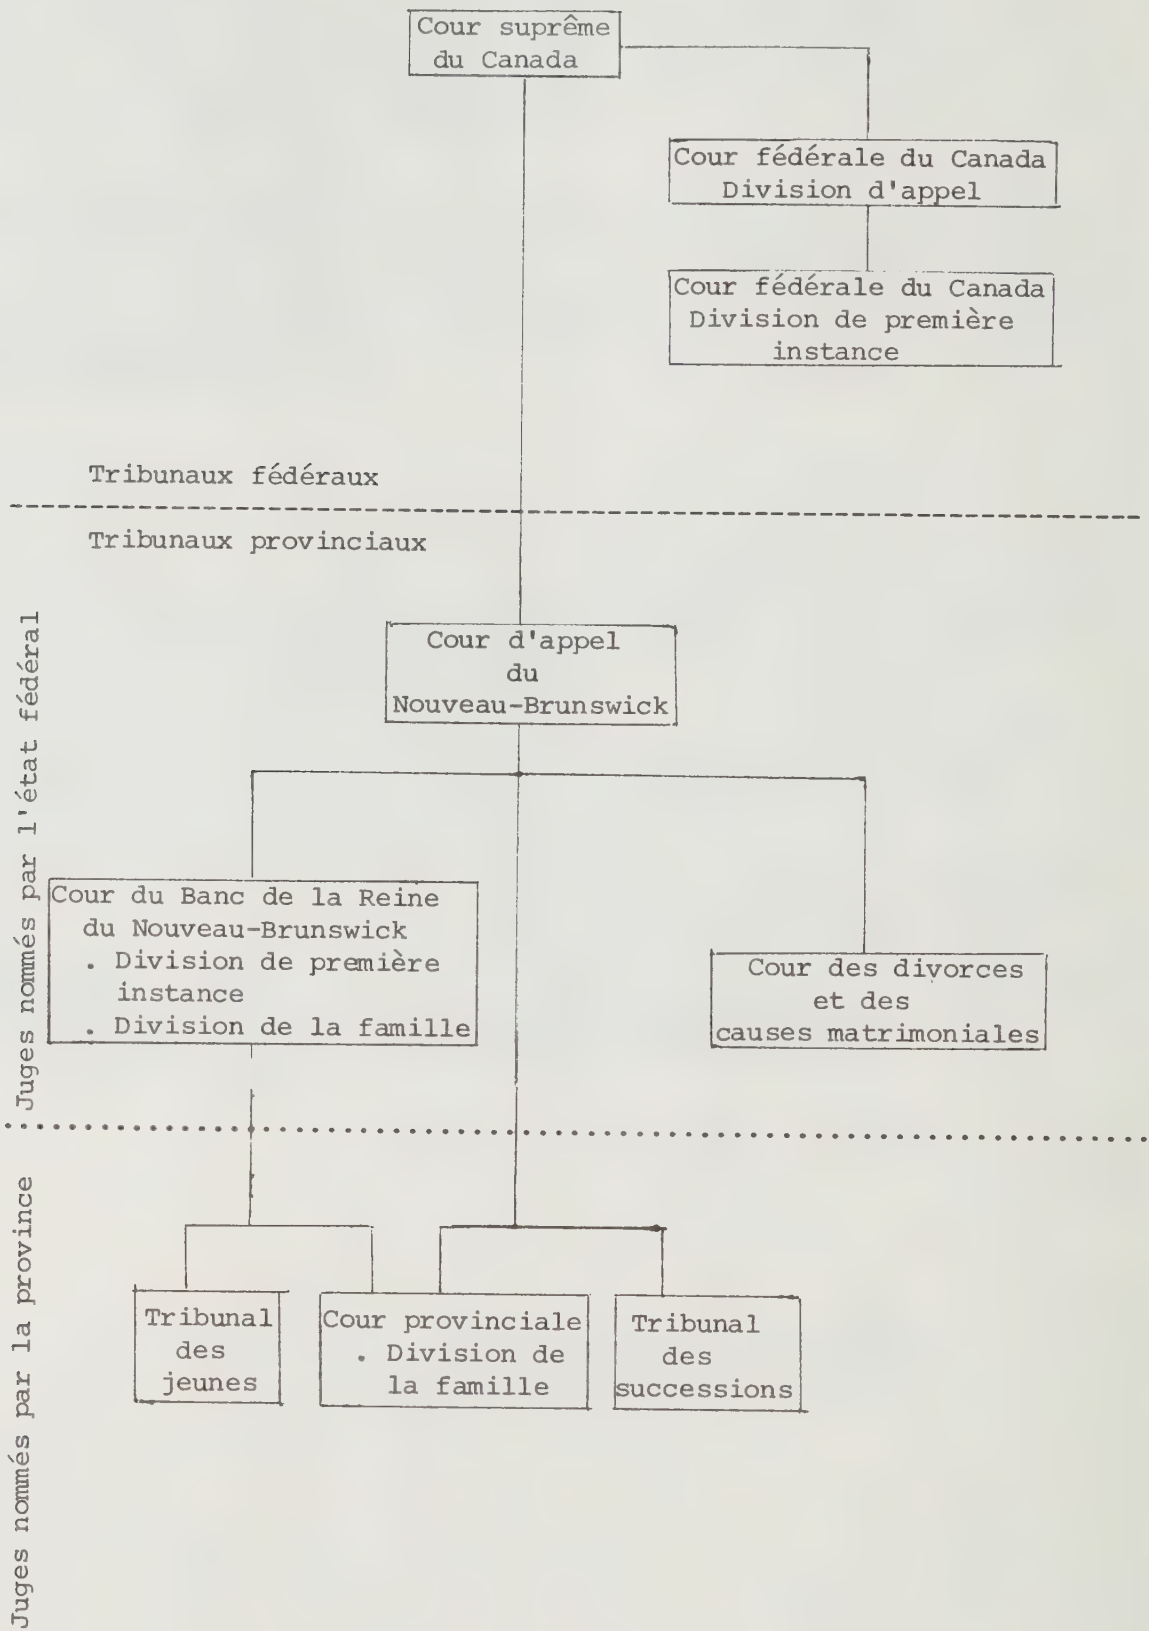 Cour suprême
du Canada
Cour fédérale du Canada
Division d'appel
Cour fédérale du Canada
Division de première
instance
Tribunaux fédéraux
Tribunaux provinciaux
Juges nommés par l'état fédéral
Cour d'appel
du
Nouveau-Brunswick
Cour du Banc de la Reine
du Nouveau-Brunswick
. Division de première
instance
. Division de la famille
Cour des divorces
et des
causes matrimoniales
Juges nommés par la province
Tribunal
des
jeunes
Cour provinciale
. Division de
la famille
Tribunal
des
successions